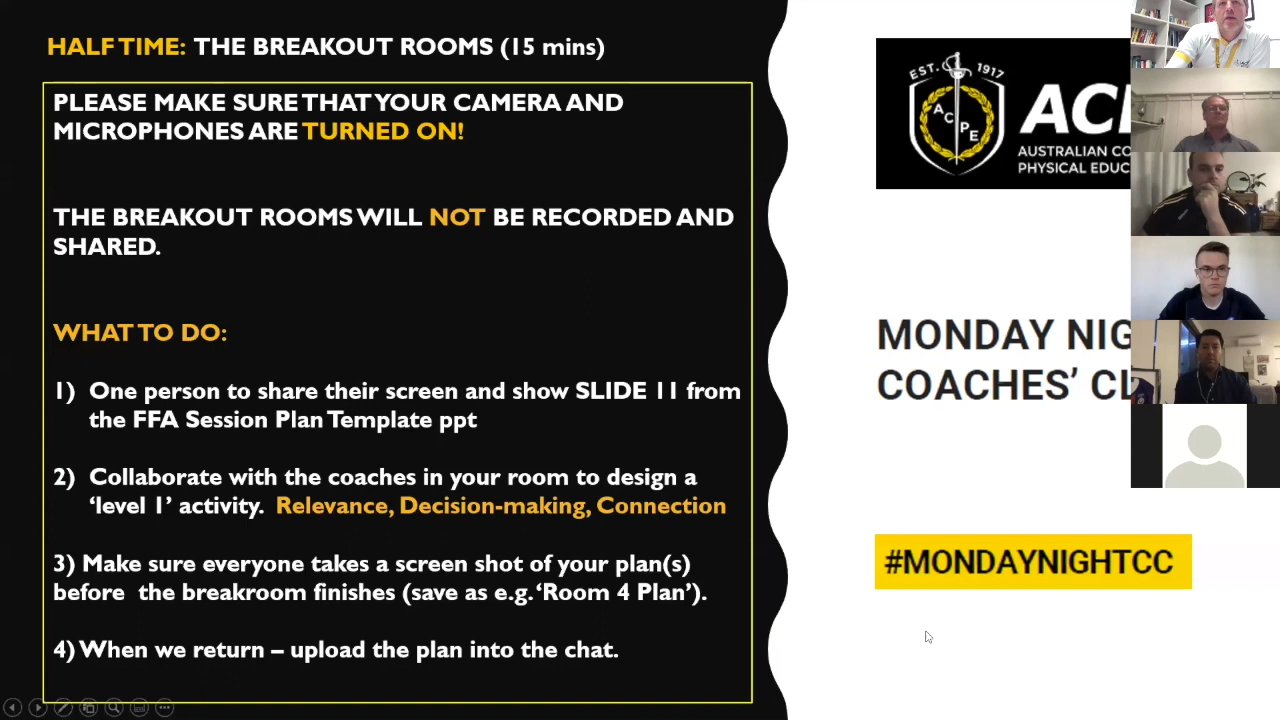 HALF TIME: THE BREAKOUT ROOMS (15 mins)
PLEASE MAKE SURE THAT YOUR CAMERA AND
MICROPHONES ARE TURNED ON!
THE BREAKOUT ROOMS WILL NOT BE RECORDED AND
SHARED.
WHAT TO DO:
1) One person to share their screen and show SLIDE 11 from
the FFA Session Plan Template ppt
2) Collaborate with the coaches in your room to design a
‘level 1’ activity. Relevance, Decision-making, Connection
3) Make sure everyone takes a screen shot of your plan(s)
before the breakroom finishes (save as e.g. ‘Room 4 Plan’).
4) When we return – upload the plan into the chat.
EST. 1917
ACPE
AC
AUSTRALIAN CO
PHYSICAL EDUC
MONDAY NIG
COACHES’ CL
#MONDAYNIGHTCC